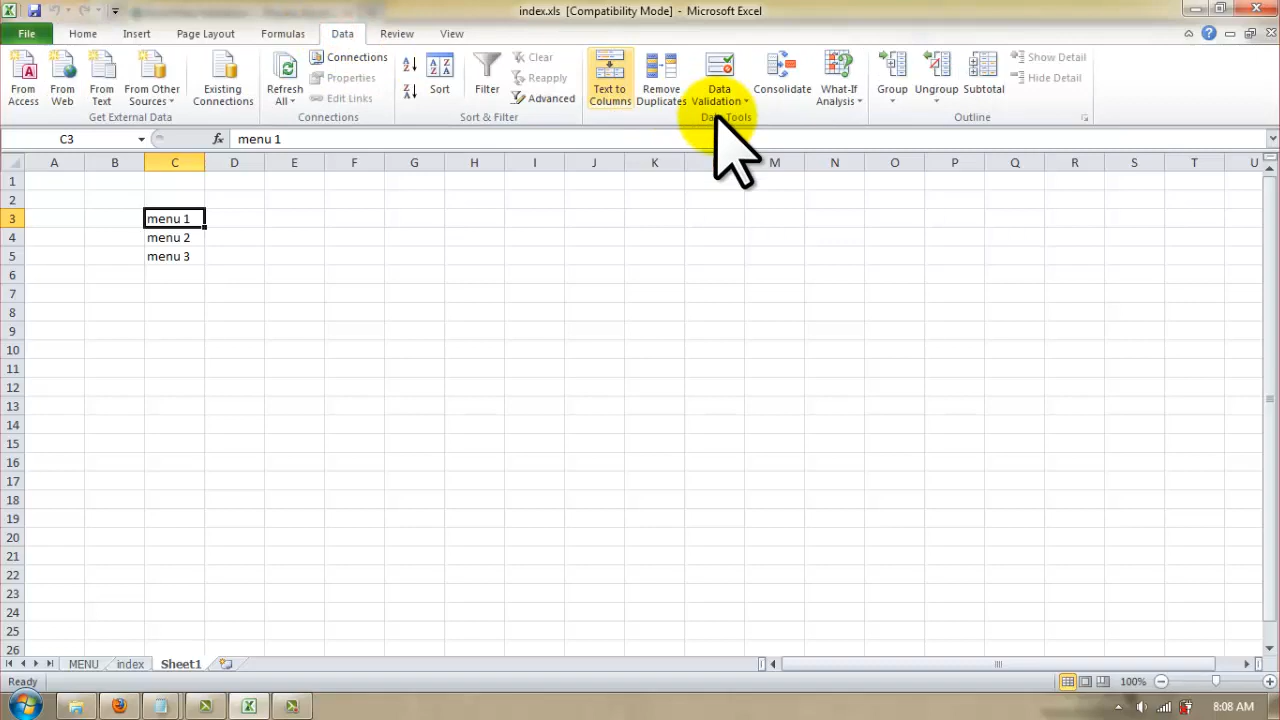 index.xls [Compatibility Mode] - Microsoft Excel
File Home Insert Page Layout Formulas Data Review View
From Access
From Web
From Text
From Other Sources
Existing Connections
Get External Data
Refresh All
Connections
Properties
Edit Links
Connections
Sort
Filter
Clear
Reapply
Advanced
Sort & Filter
Text to Columns
Remove Duplicates
Data Validation
Consolidate
What-If Analysis
Data Tools
Group
Ungroup
Subtotal
Show Detail
Hide Detail
Outline
C3 fx menu 1
A B C D E F G H I J K M N O P Q R S T U
1
2
3 menu 1
4 menu 2
5 menu 3
6
7
8
9
10
11
12
13
14
15
16
17
18
19
20
21
22
23
24
25
26
MENU index Sheet1
Ready 100%
8:08 AM